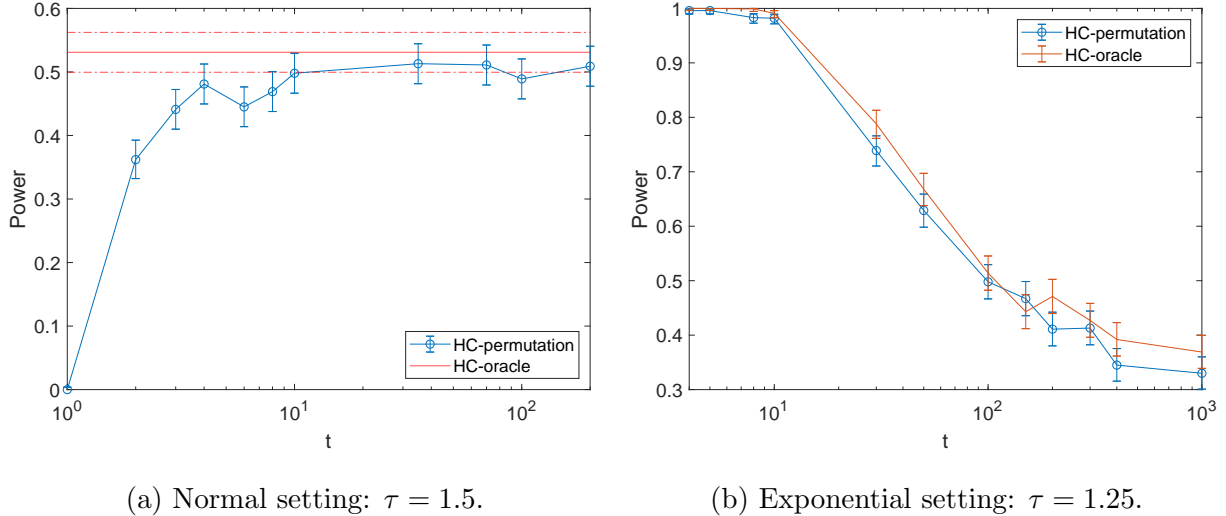 0.6
0.5
0.4
0.3
0.2
0.1
0
Power
10⁰
10¹
10²
t
HC-permutation
HC-oracle
1
0.9
0.8
0.7
0.6
0.5
0.4
0.3
Power
10¹
10²
10³
t
HC-permutation
HC-oracle
(a) Normal setting: τ = 1.5.
(b) Exponential setting: τ = 1.25.